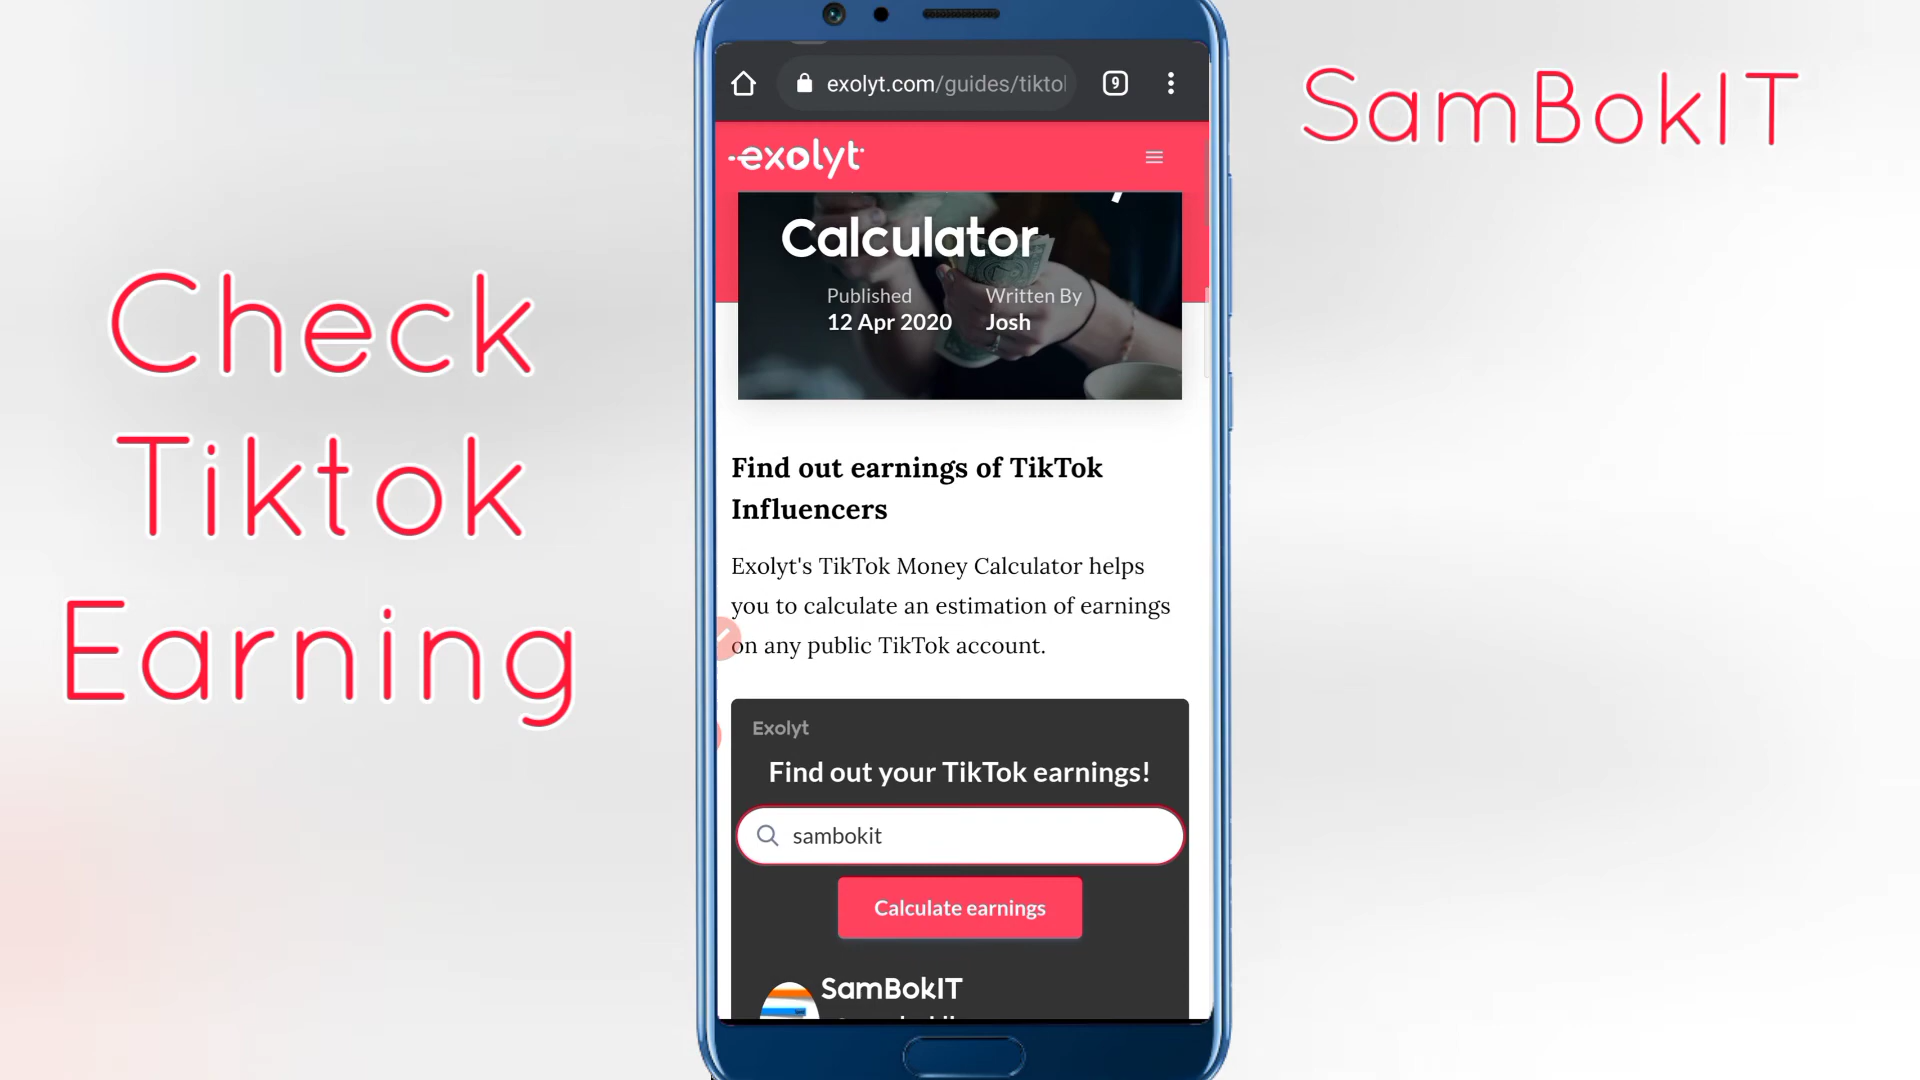 SamBokIT
Check
Tiktok
Earning
9
exolyt.com/guides/tikto
exolyt
Calculator
Published
Written By
12 Apr 2020
Josh
Find out earnings of TikTok
Influencers
Exolyt's TikTok Money Calculator helps
you to calculate an estimation of earnings
on any public TikTok account.
Exolyt
Find out your TikTok earnings!
sambokit
Calculate earnings
SamBokIT